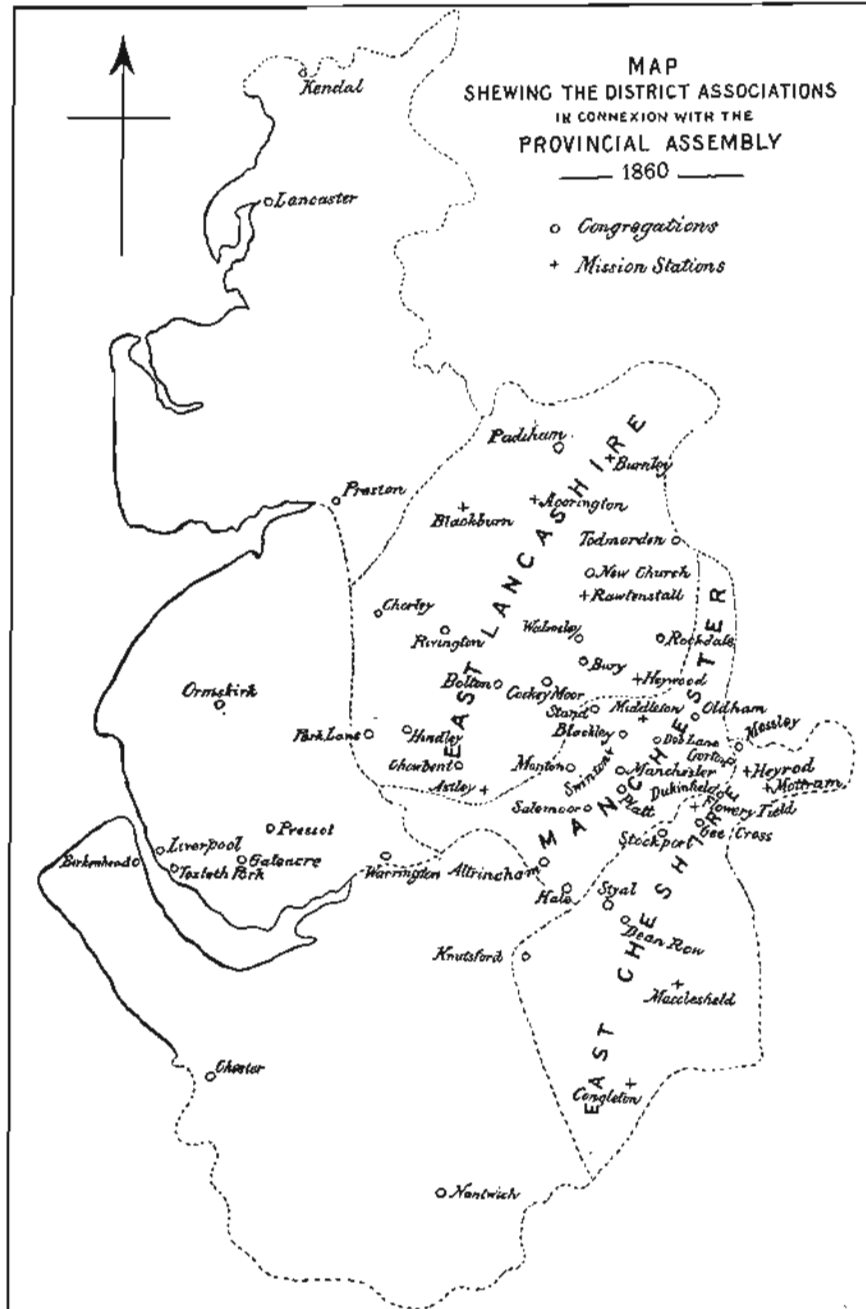 MAP
SHEWING THE DISTRICT ASSOCIATIONS
IN CONNEXION WITH THE
PROVINCIAL ASSEMBLY
1860
Congregations
Mission Stations
Kendal
Lancaster
Preston
Padiham
Burnley
Accrington
Blackburn
Todmorden
New Church
Rawtenstall
Chorley
Rivington
Walmsley
Rochdale
Bury
Heywood
Bolton
Cockey Moor
Ormskirk
Stand
Middleton
Oldham
Mossley
Park Lane
Hindley
Blackley
Dob Lane
Gorton
Chowbent
Monton
Swinton
Manchester
Heyrod
Mottram
Astley
Dukinfield
Platt
Flowery Field
Salemoor
Gee Cross
Stockport
Prescot
Liverpool
Gateacre
Birkenhead
Toxteth Park
Warrington
Altrincham
Hale
Styal
Dean Row
Knutsford
Macclesfield
Chester
Congleton
Nantwich
EAST LANCASHIRE
MANCHESTER
EAST CHESHIRE